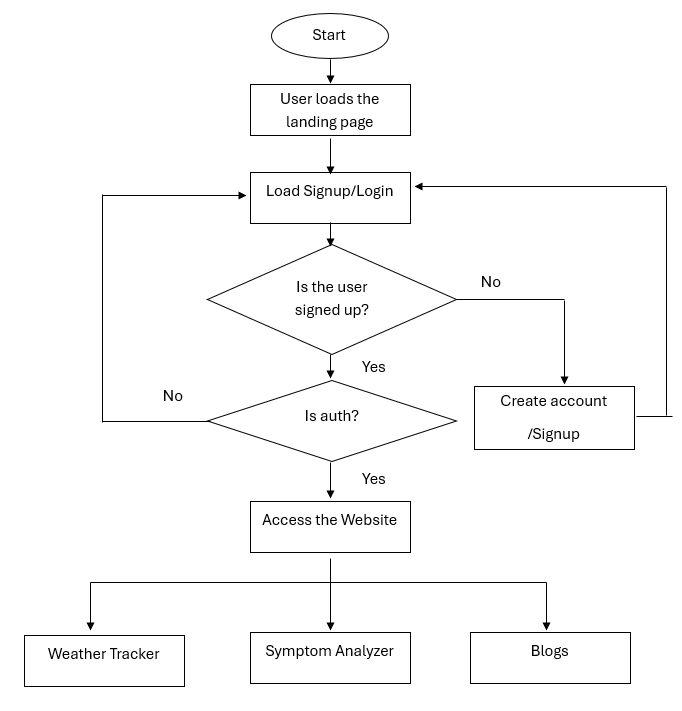 Start
User loads the
landing page
Load Signup/Login
Is the user
signed up?
No
Yes
No
Is auth?
Create account
/Signup
Yes
Access the Website
Weather Tracker
Symptom Analyzer
Blogs